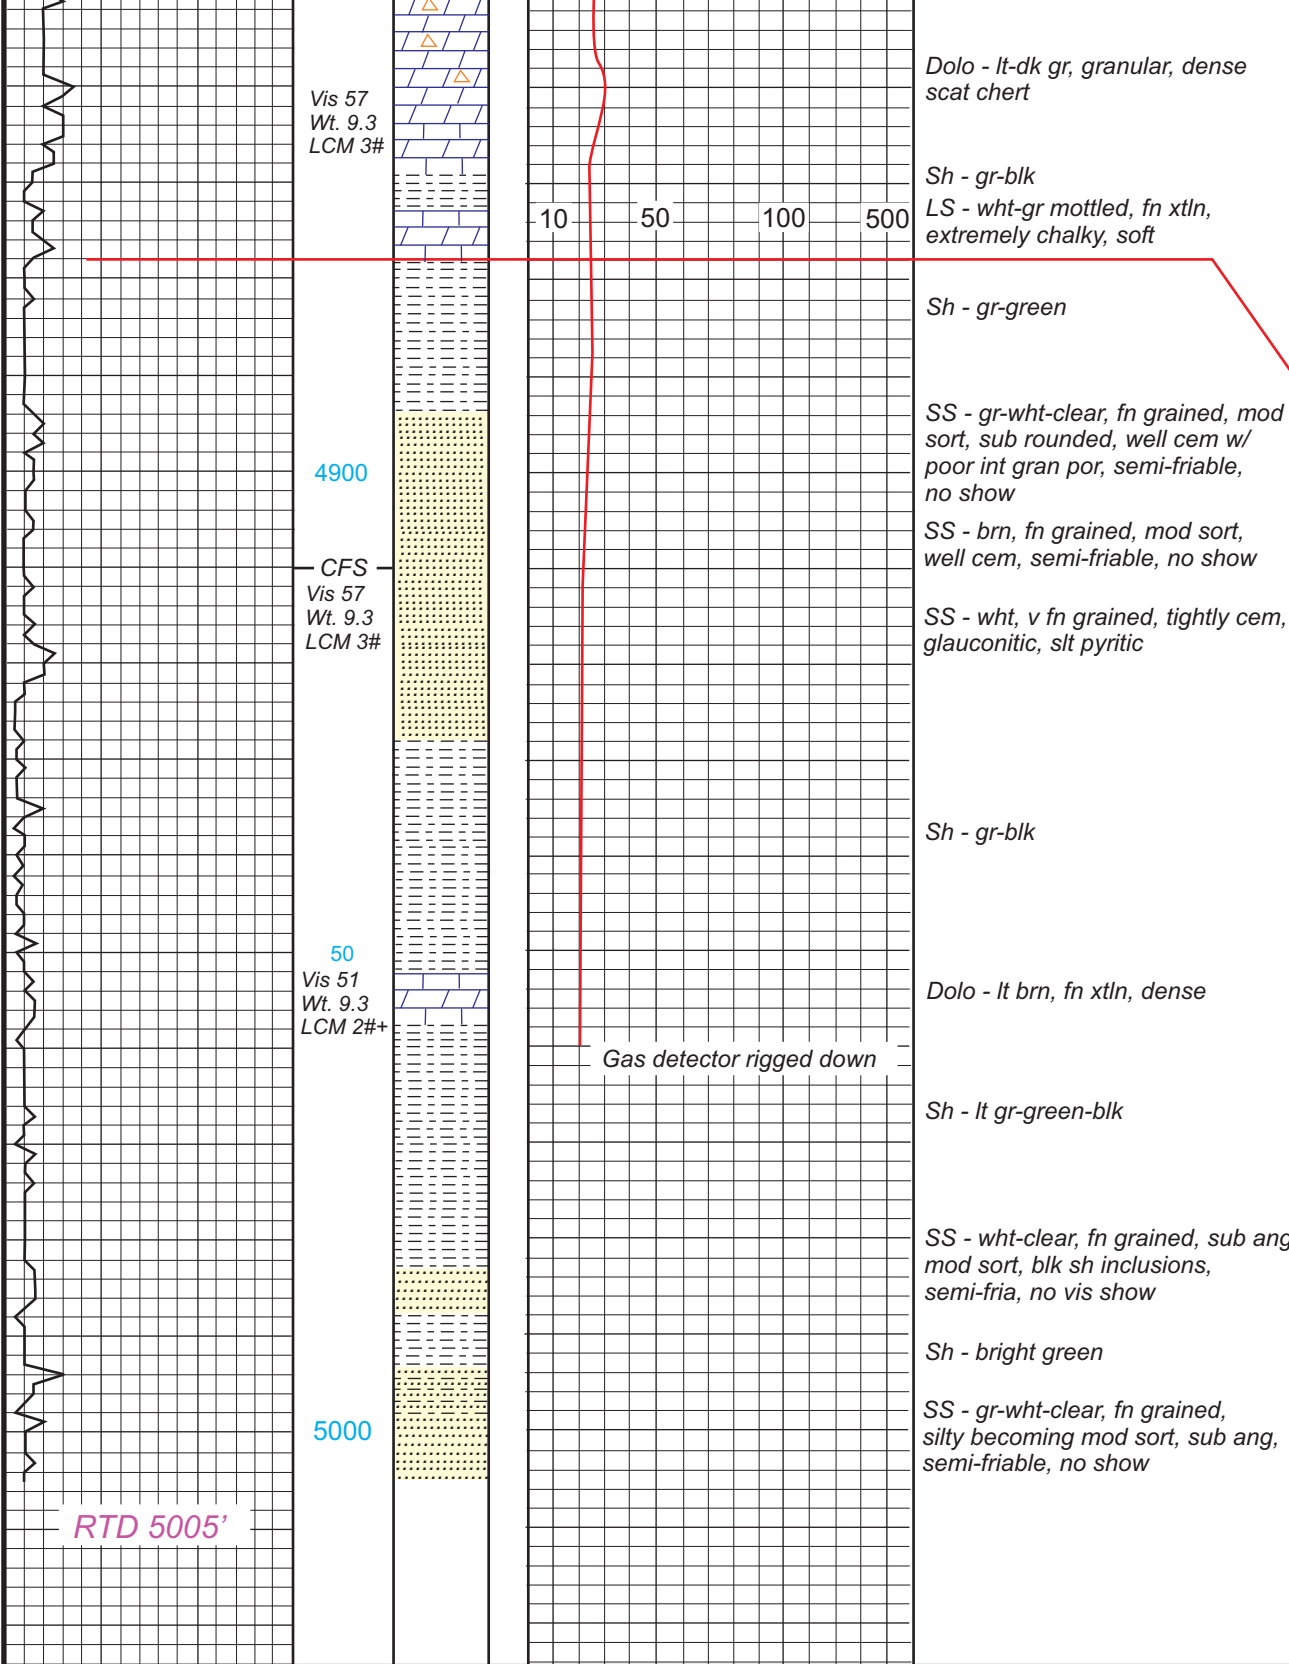 Dolo - lt-dk gr, granular, dense
scat chert
Vis 57
Wt. 9.3
LCM 3#
Sh - gr-blk
10 50 100 500
LS - wht-gr mottled, fn xtln,
extremely chalky, soft
Sh - gr-green
SS - gr-wht-clear, fn grained, mod
sort, sub rounded, well cem w/
poor int gran por, semi-friable,
no show
4900
SS - brn, fn grained, mod sort,
well cem, semi-friable, no show
CFS
Vis 57
Wt. 9.3
LCM 3#
SS - wht, v fn grained, tightly cem,
glauconitic, slt pyritic
Sh - gr-blk
50
Vis 51
Wt. 9.3
LCM 2#+
Dolo - lt brn, fn xtln, dense
Gas detector rigged down
Sh - lt gr-green-blk
SS - wht-clear, fn grained, sub ang
mod sort, blk sh inclusions,
semi-fria, no vis show
Sh - bright green
5000
SS - gr-wht-clear, fn grained,
silty becoming mod sort, sub ang,
semi-friable, no show
RTD 5005’